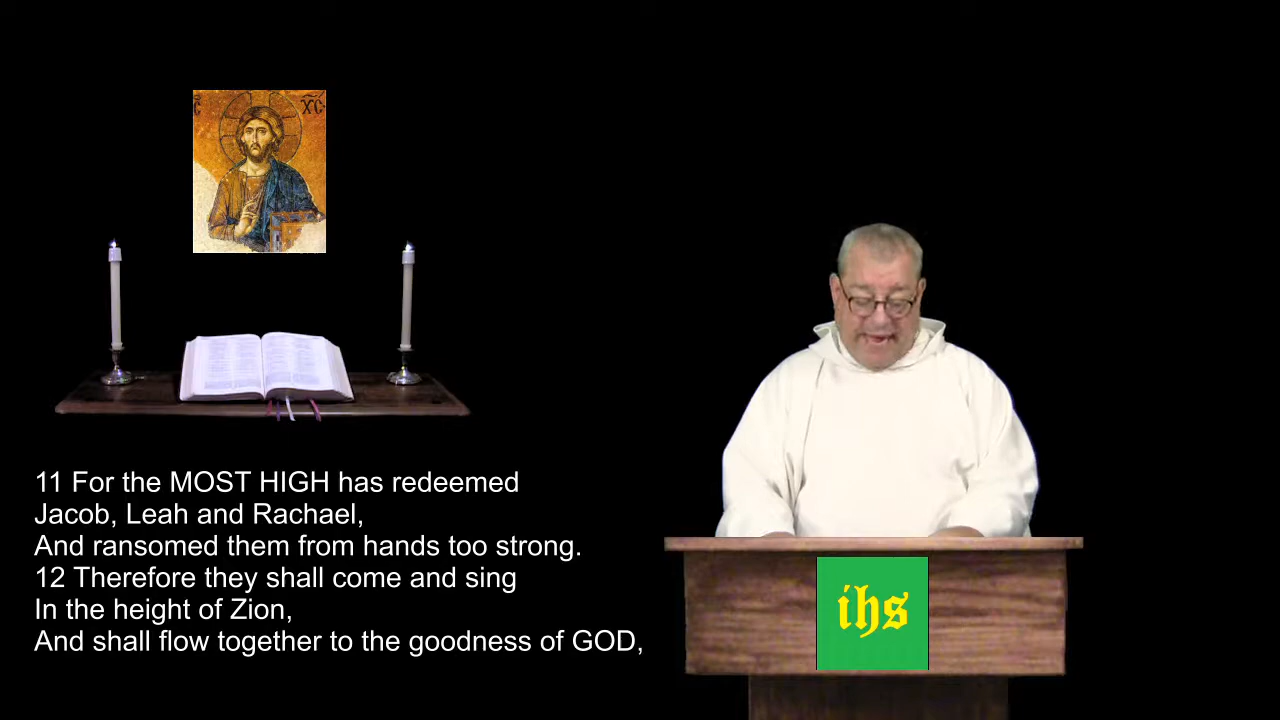 XC
11 For the MOST HIGH has redeemed
Jacob, Leah and Rachael,
And ransomed them from hands too strong.
12 Therefore they shall come and sing
In the height of Zion,
And shall flow together to the goodness of GOD,
ihs